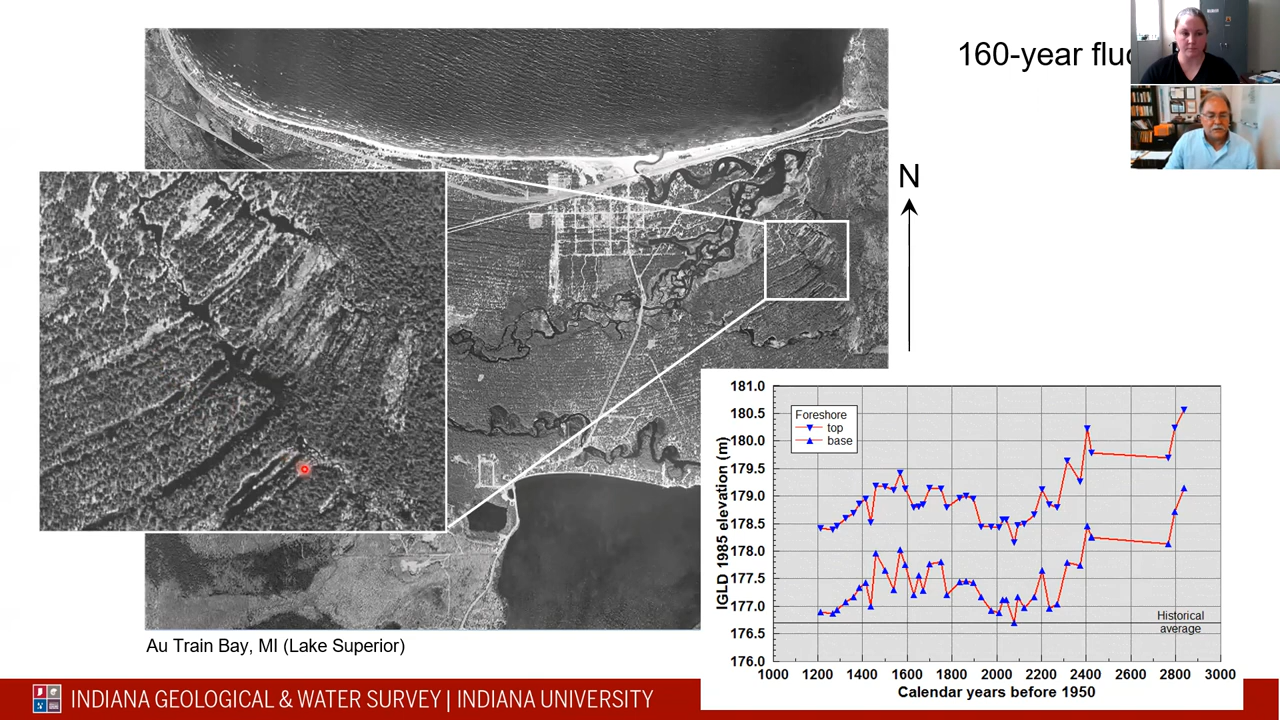 160-year
N
181.0
180.5
180.0
179.5
179.0
178.5
178.0
177.5
177.0
176.5
176.0
IGLD 1985 elevation (m)
Foreshore
top
base
Historical
average
1000 1200 1400 1600 1800 2000 2200 2400 2600 2800 3000
Calendar years before 1950
Au Train Bay, MI (Lake Superior)
INDIANA GEOLOGICAL & WATER SURVEY | INDIANA UNIVERSITY